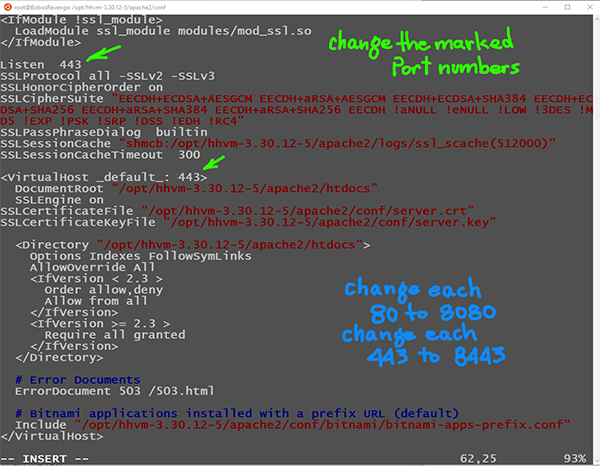 root@BobosRevenge: /opt/hhvm-3.30.12-5/apache2/conf
<IfModule !ssl_module>
LoadModule ssl_module modules/mod_ssl.so
</IfModule>
change the marked
Port numbers
Listen 443
SSLProtocol all -SSLv2 -SSLv3
SSLHonorCipherOrder on
SSLCipherSuite "EECDH+ECDSA+AESGCM EECDH+aRSA+AESGCM EECDH+ECDSA+SHA384 EECDH+EC
DSA+SHA256 EECDH+aRSA+SHA384 EECDH+aRSA+SHA256 EECDH !aNULL !eNULL !LOW !3DES !M
D5 !EXP !PSK !SRP !DSS !EDH !RC4"
SSLPassPhraseDialog builtin
SSLSessionCache "shmcb:/opt/hhvm-3.30.12-5/apache2/logs/ssl_scache(512000)"
SSLSessionCacheTimeout 300
<VirtualHost _default_: 443>
DocumentRoot "/opt/hhvm-3.30.12-5/apache2/htdocs"
SSLEngine on
SSLCertificateFile "/opt/hhvm-3.30.12-5/apache2/conf/server.crt"
SSLCertificateKeyFile "/opt/hhvm-3.30.12-5/apache2/conf/server.key"
<Directory "/opt/hhvm-3.30.12-5/apache2/htdocs">
Options Indexes FollowSymLinks
AllowOverride All
<IfVersion < 2.3 >
Order allow,deny
Allow from all
</IfVersion>
<IfVersion >= 2.3 >
Require all granted
</IfVersion>
</Directory>
change each
80 to 8080
change each
443 to 8443
# Error Documents
ErrorDocument 503 /503.html
# Bitnami applications installed with a prefix URL (default)
Include "/opt/hhvm-3.30.12-5/apache2/conf/bitnami/bitnami-apps-prefix.conf"
</VirtualHost>
-- INSERT -- 62,25 93%